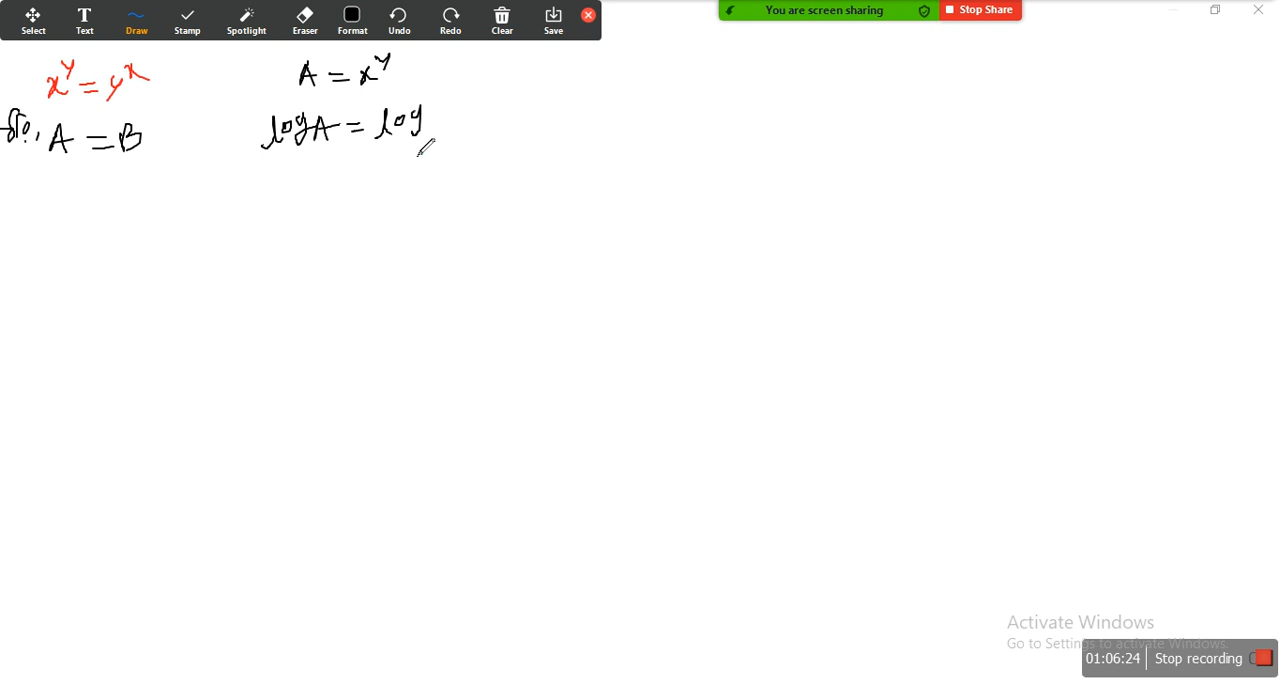 Select Text Draw Stamp Spotlight Eraser Format Undo Redo Clear Save
You are screen sharing Stop Share
x^y = y^x
A = B
A = x^y
log A = log
Activate Windows
Go to Settings to activate Windows.
01:06:24 Stop recording